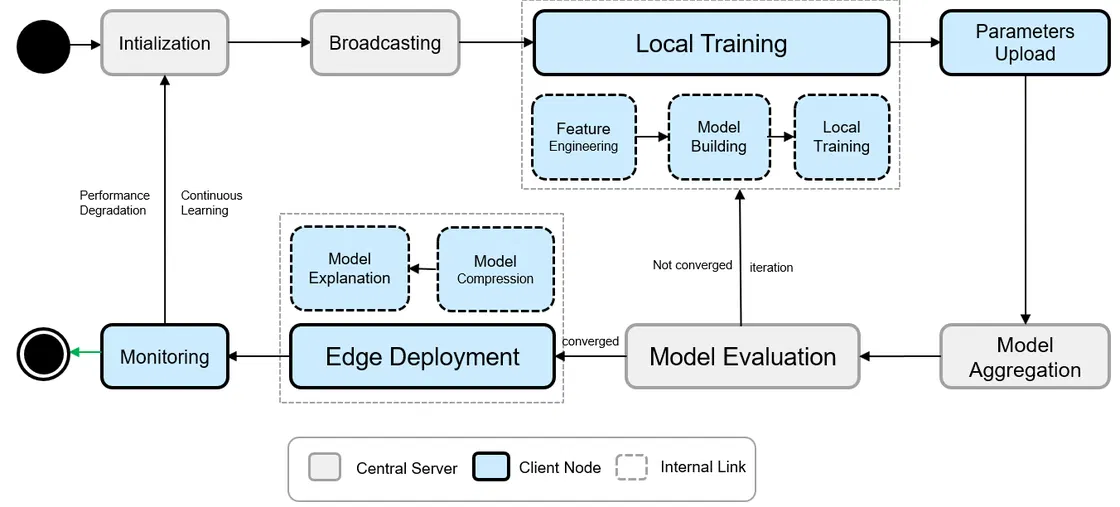 Intialization
Broadcasting
Local Training
Parameters
Upload
Feature
Engineering
Model
Building
Local
Training
Performance
Degradation
Continuous
Learning
Model
Explanation
Model
Compression
Not converged
iteration
Monitoring
Edge Deployment
converged
Model Evaluation
Model
Aggregation
Central Server
Client Node
Internal Link